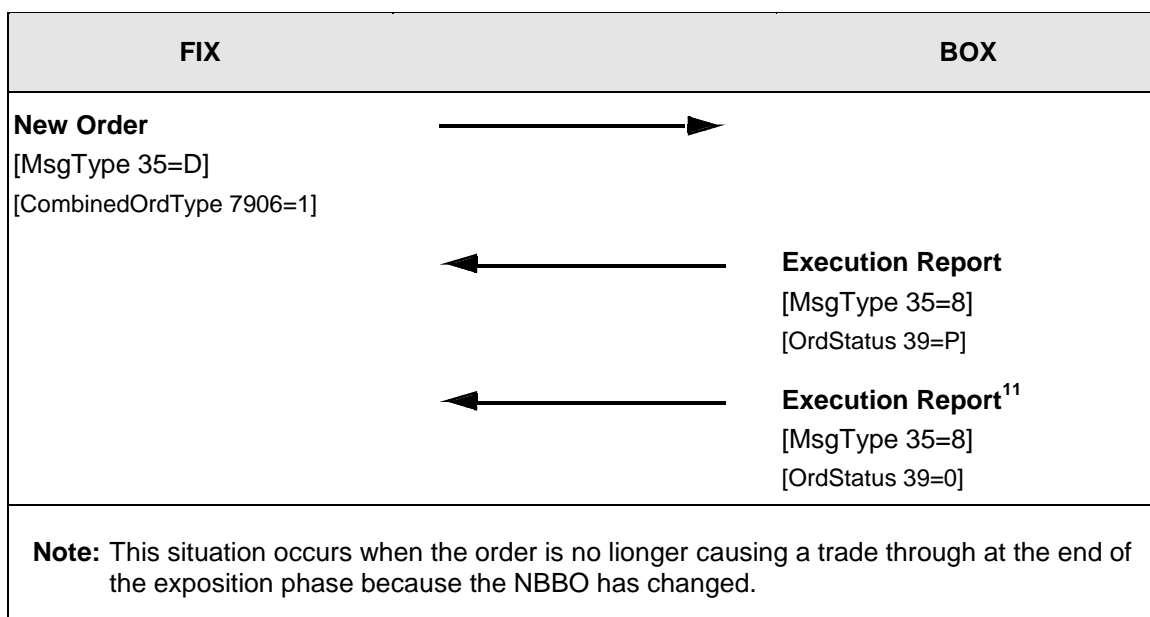 FIX BOX
New Order
[MsgType 35=D]
[CombinedOrdType 7906=1]
Execution Report
[MsgType 35=8]
[OrdStatus 39=P]
Execution Report11
[MsgType 35=8]
[OrdStatus 39=0]
Note: This situation occurs when the order is no lionger causing a trade through at the end of
the exposition phase because the NBBO has changed.